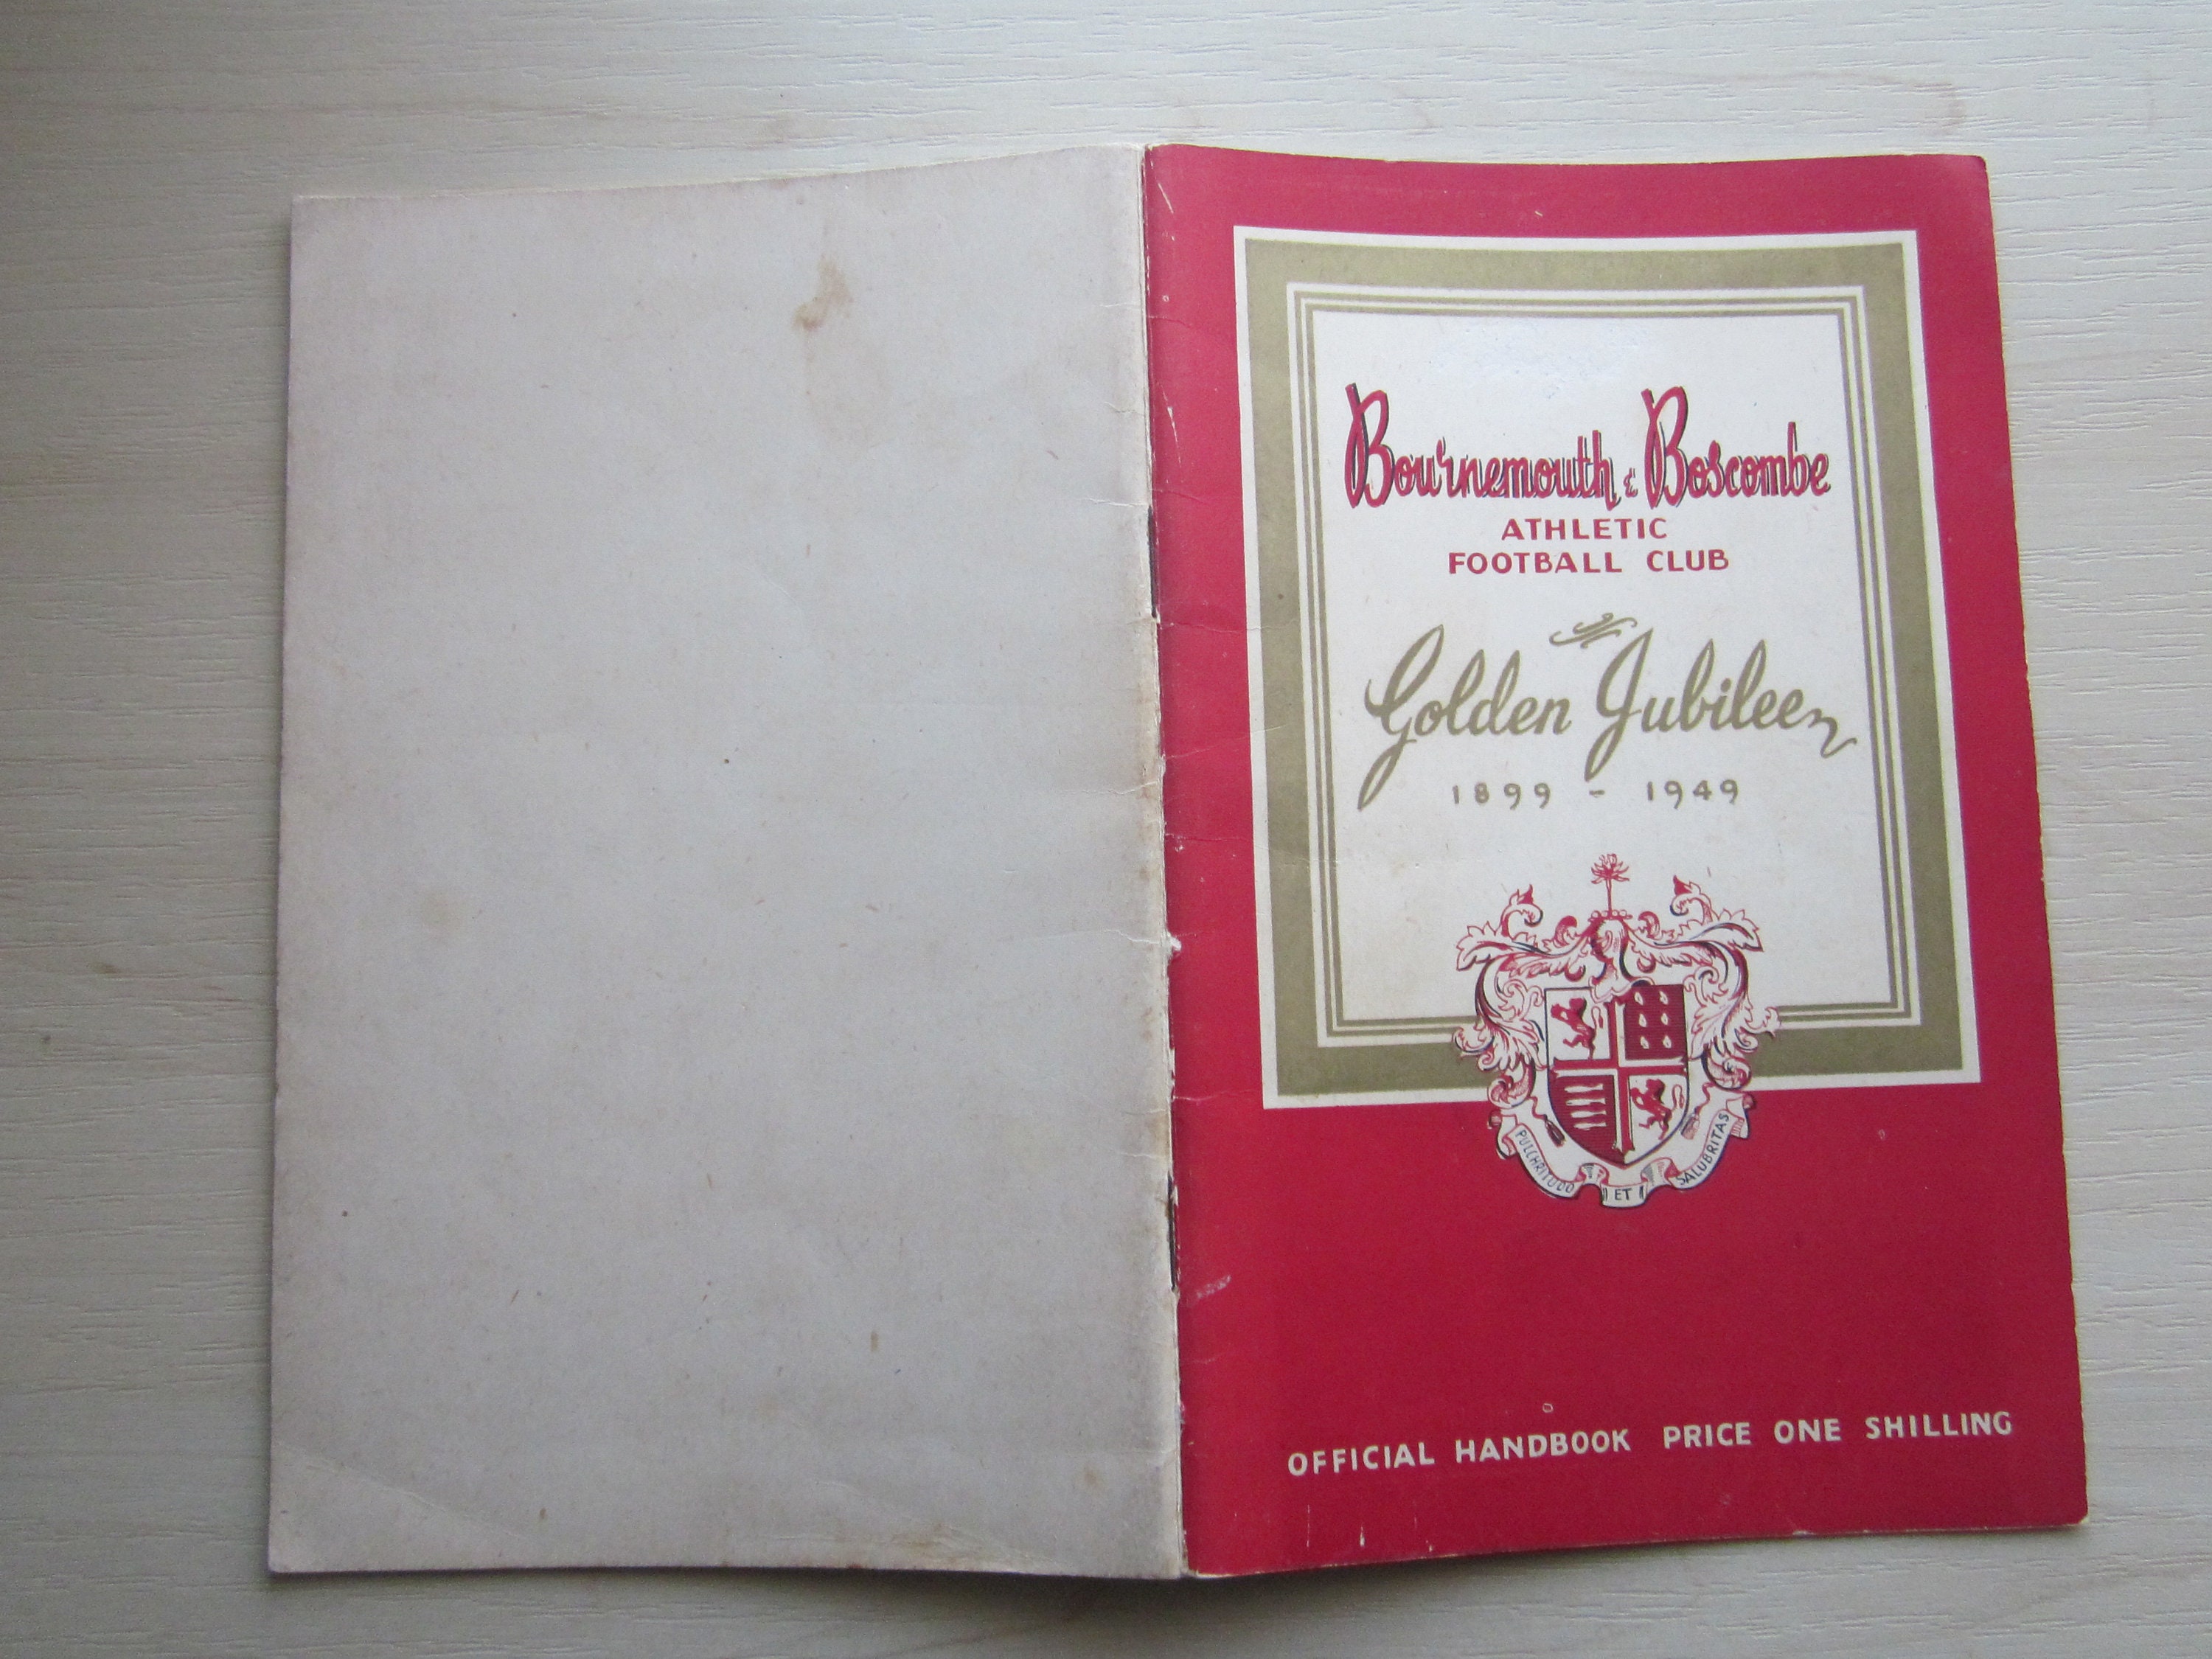 Bournemouth & Boscombe
ATHLETIC
FOOTBALL CLUB
Golden Jubilee
1899 - 1949
PULCHRITUDO ET SALUBRITAS
OFFICIAL HANDBOOK PRICE ONE SHILLING